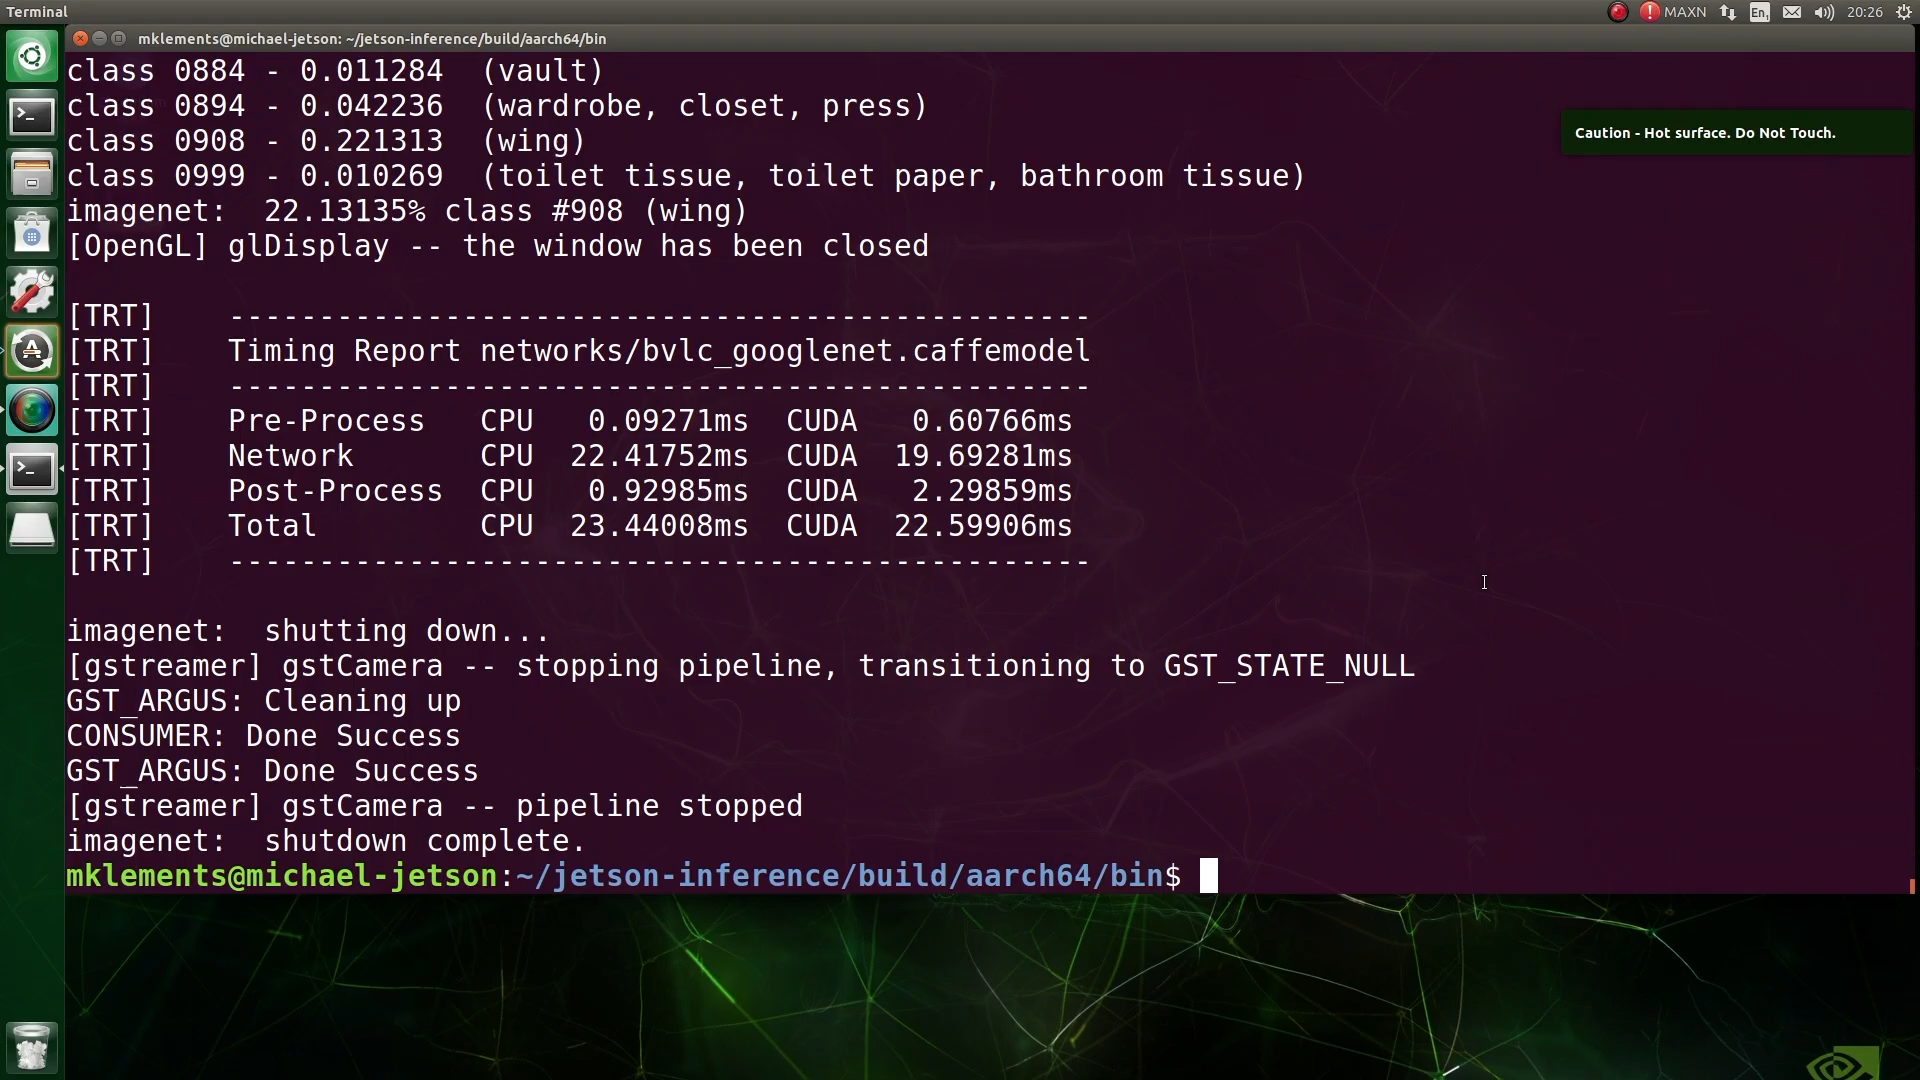 Terminal
MAXN En1 20:26
mklements@michael-jetson: ~/jetson-inference/build/aarch64/bin
class 0884 - 0.011284  (vault)
class 0894 - 0.042236  (wardrobe, closet, press)
Caution - Hot surface. Do Not Touch.
class 0908 - 0.221313  (wing)
class 0999 - 0.010269  (toilet tissue, toilet paper, bathroom tissue)
imagenet:  22.13135% class #908 (wing)
[OpenGL] glDisplay -- the window has been closed
[TRT]    ------------------------------------------------
[TRT]    Timing Report networks/bvlc_googlenet.caffemodel
[TRT]    ------------------------------------------------
[TRT]    Pre-Process   CPU   0.09271ms  CUDA   0.60766ms
[TRT]    Network       CPU  22.41752ms  CUDA  19.69281ms
[TRT]    Post-Process  CPU   0.92985ms  CUDA   2.29859ms
[TRT]    Total         CPU  23.44008ms  CUDA  22.59906ms
[TRT]    ------------------------------------------------
imagenet:  shutting down...
[gstreamer] gstCamera -- stopping pipeline, transitioning to GST_STATE_NULL
GST_ARGUS: Cleaning up
CONSUMER: Done Success
GST_ARGUS: Done Success
[gstreamer] gstCamera -- pipeline stopped
imagenet:  shutdown complete.
mklements@michael-jetson:~/jetson-inference/build/aarch64/bin$